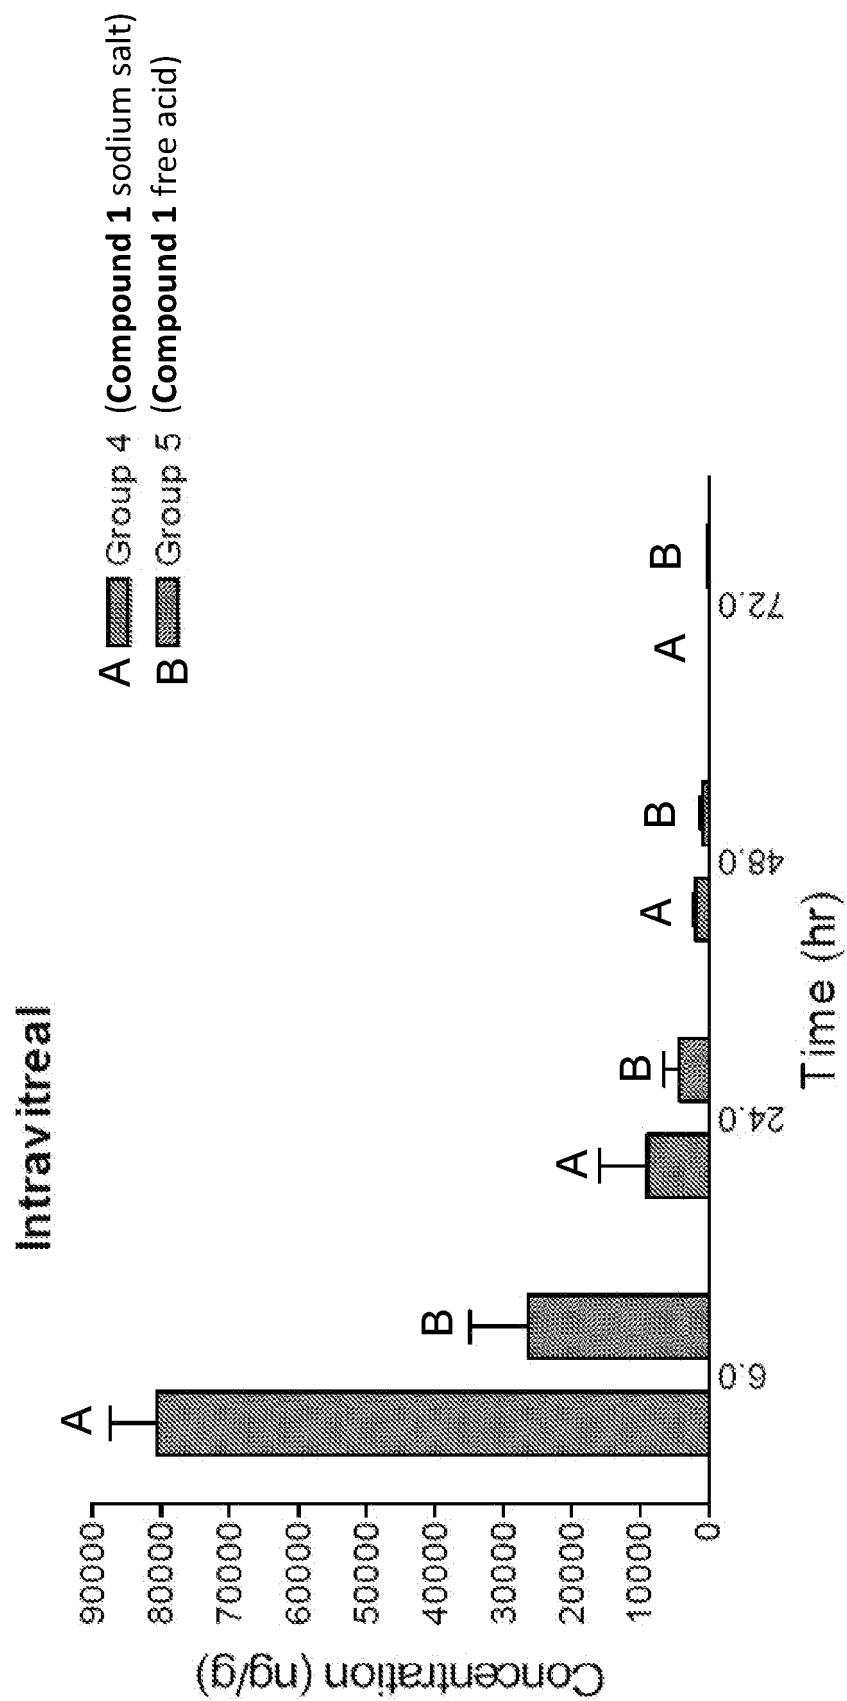 Intravitreal
A Group 4 (Compound 1 sodium salt)
B Group 5 (Compound 1 free acid)
Concentration (ng/g)
90000
80000
70000
60000
50000
40000
30000
20000
10000
0
A
B
A
B
A
B
A
B
6.0
24.0
48.0
72.0
Time (hr)